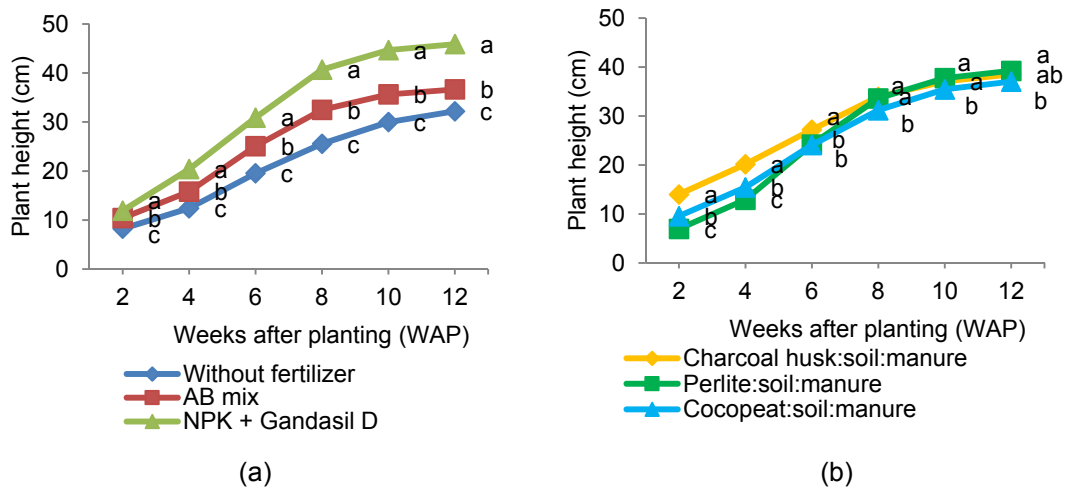 Plant height (cm)
50
40
30
20
10
0
a
b
c
a
b
c
a
b
c
a
b
c
a
b
c
a
b
c
2 4 6 8 10 12
Weeks after planting (WAP)
Without fertilizer
AB mix
NPK + Gandasil D
(a)
Plant height (cm)
50
40
30
20
10
0
a
b
c
a
b
c
a
b
b
a
a
b
a
a
b
a
ab
b
2 4 6 8 10 12
Weeks after planting (WAP)
Charcoal husk:soil:manure
Perlite:soil:manure
Cocopeat:soil:manure
(b)